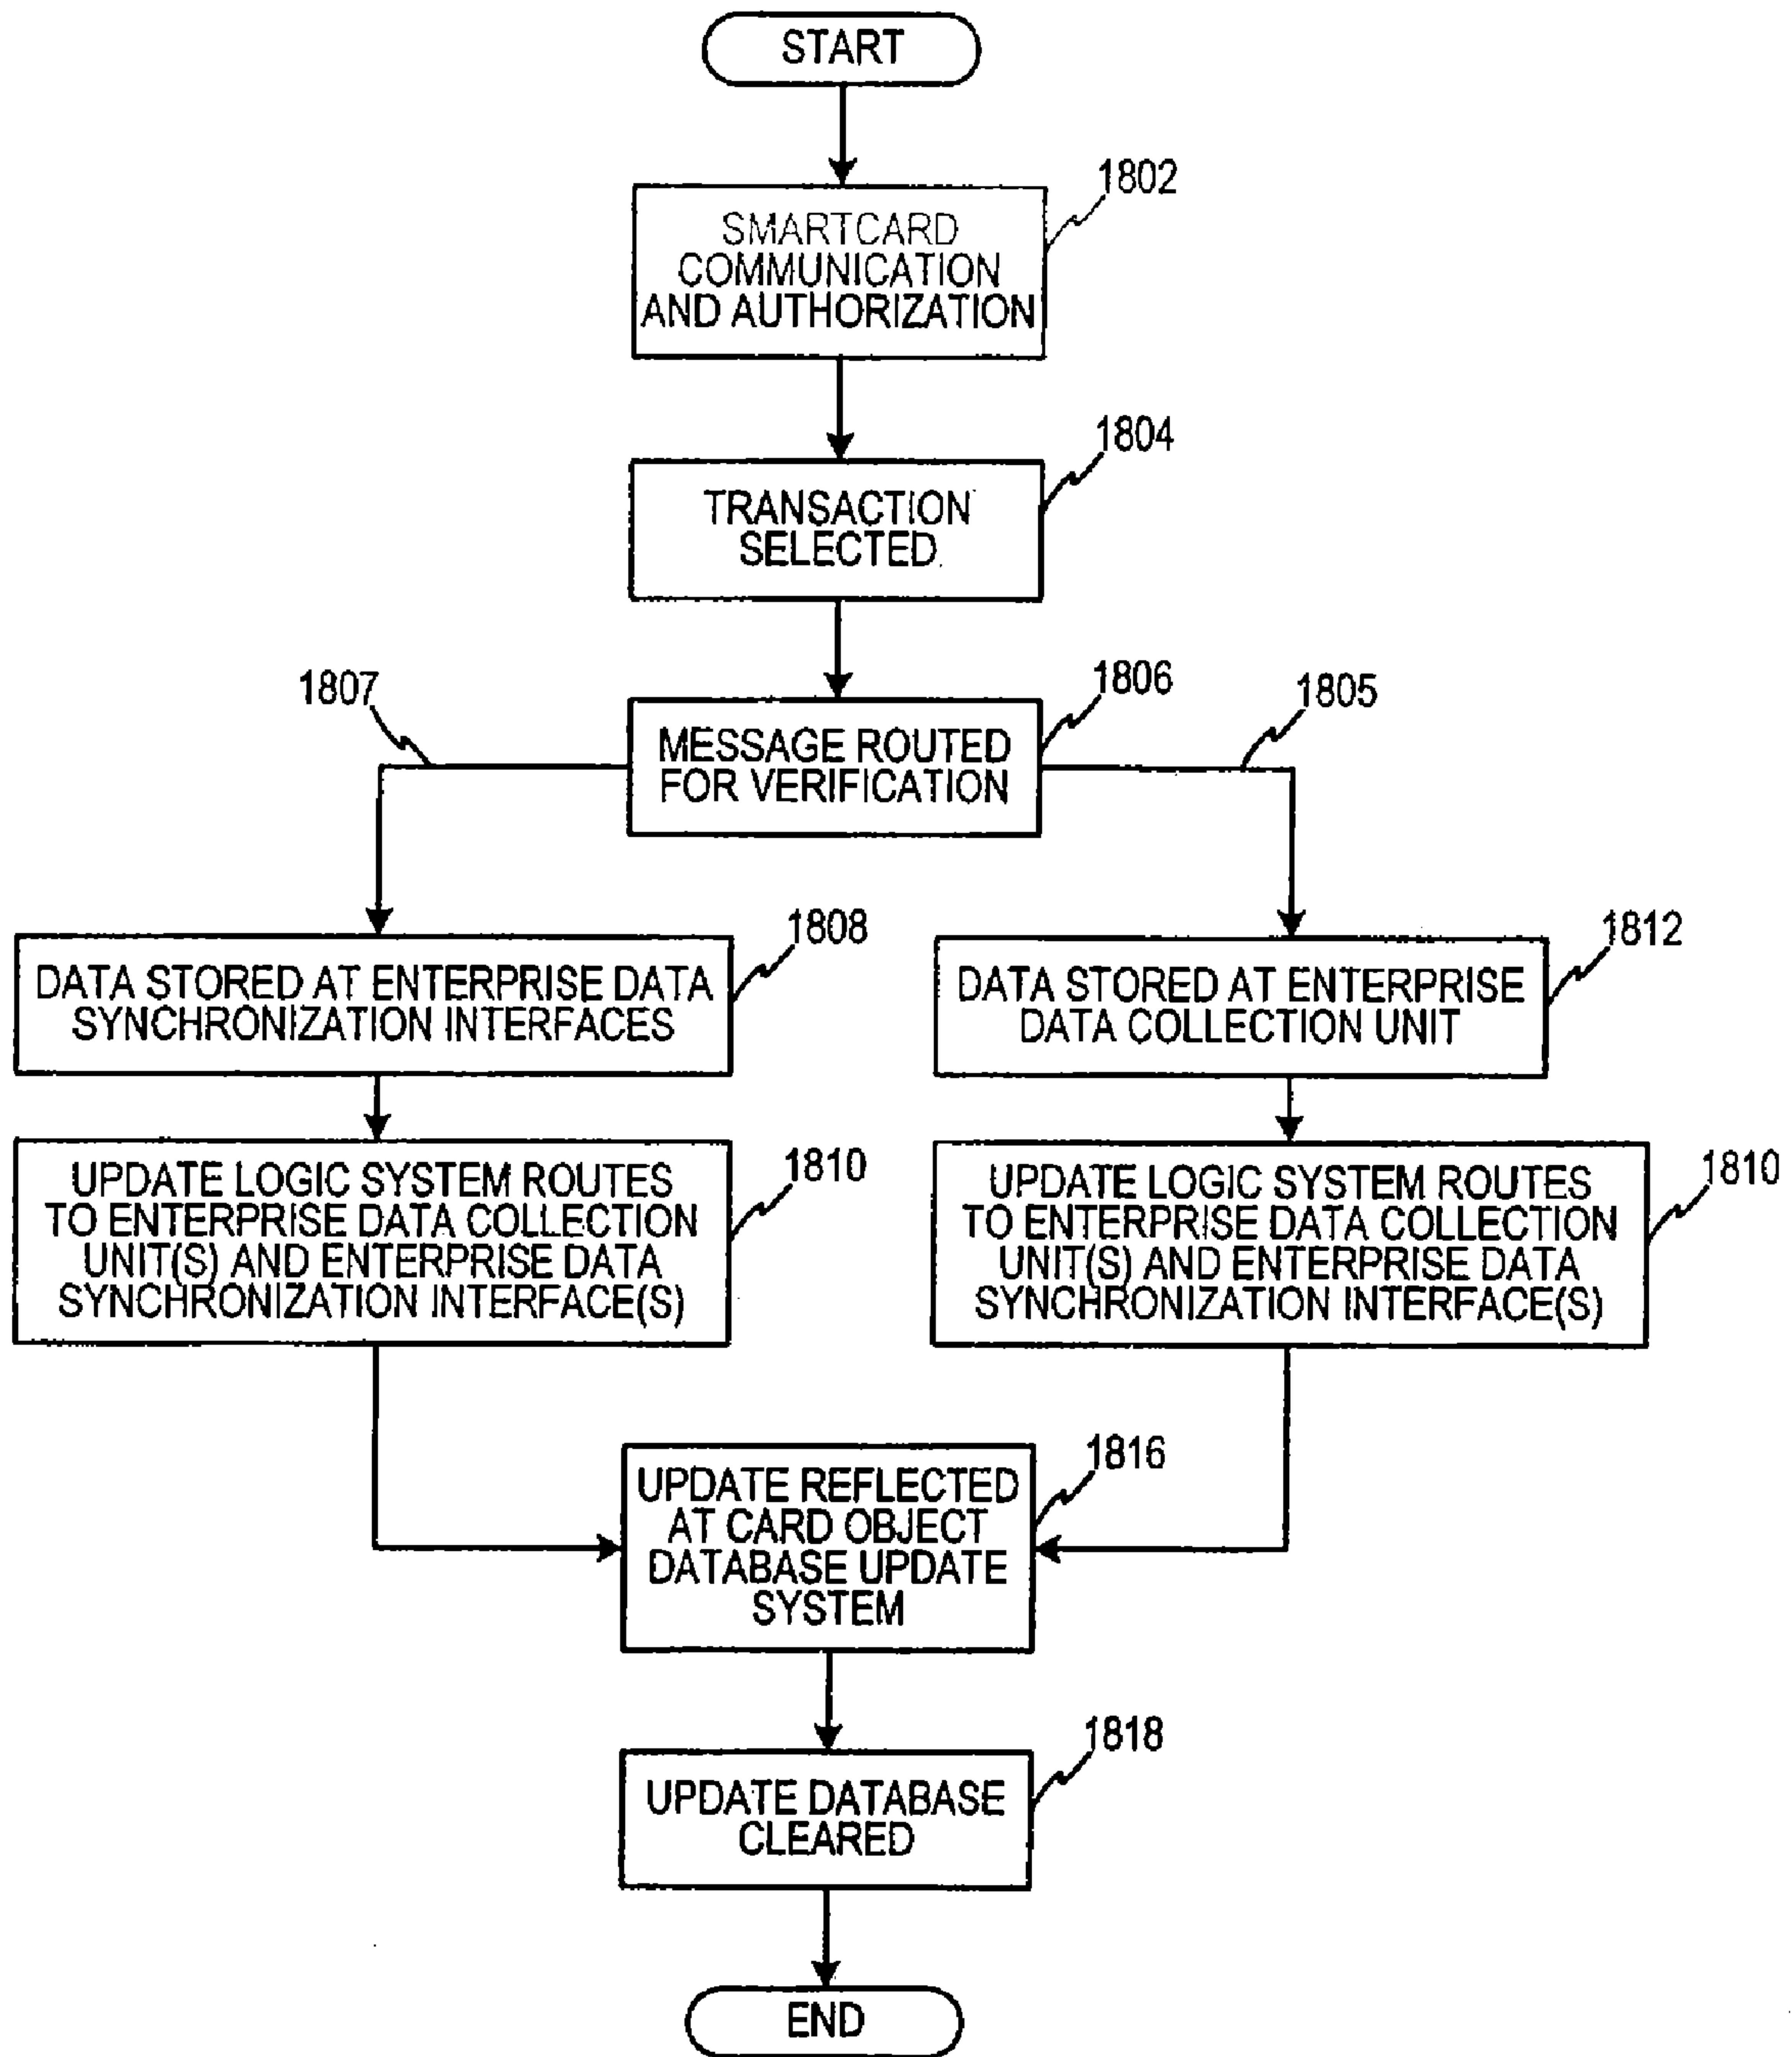 START
1802
SMARTCARD
COMMUNICATION
AND AUTHORIZATION
1804
TRANSACTION
SELECTED
1807
1806
1805
MESSAGE ROUTED
FOR VERIFICATION
1808
DATA STORED AT ENTERPRISE DATA
SYNCHRONIZATION INTERFACES
1812
DATA STORED AT ENTERPRISE
DATA COLLECTION UNIT
1810
UPDATE LOGIC SYSTEM ROUTES
TO ENTERPRISE DATA COLLECTION
UNIT(S) AND ENTERPRISE DATA
SYNCHRONIZATION INTERFACE(S)
1810
UPDATE LOGIC SYSTEM ROUTES
TO ENTERPRISE DATA COLLECTION
UNIT(S) AND ENTERPRISE DATA
SYNCHRONIZATION INTERFACE(S)
1816
UPDATE REFLECTED
AT CARD OBJECT
DATABASE UPDATE
SYSTEM
1818
UPDATE DATABASE
CLEARED
END